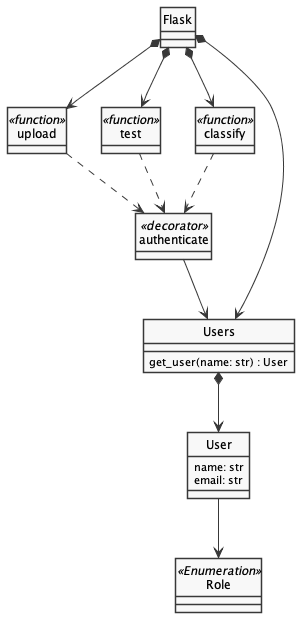 Flask
«function»
upload
«function»
test
«function»
classify
«decorator»
authenticate
Users
get_user(name: str) : User
User
name: str
email: str
«Enumeration»
Role